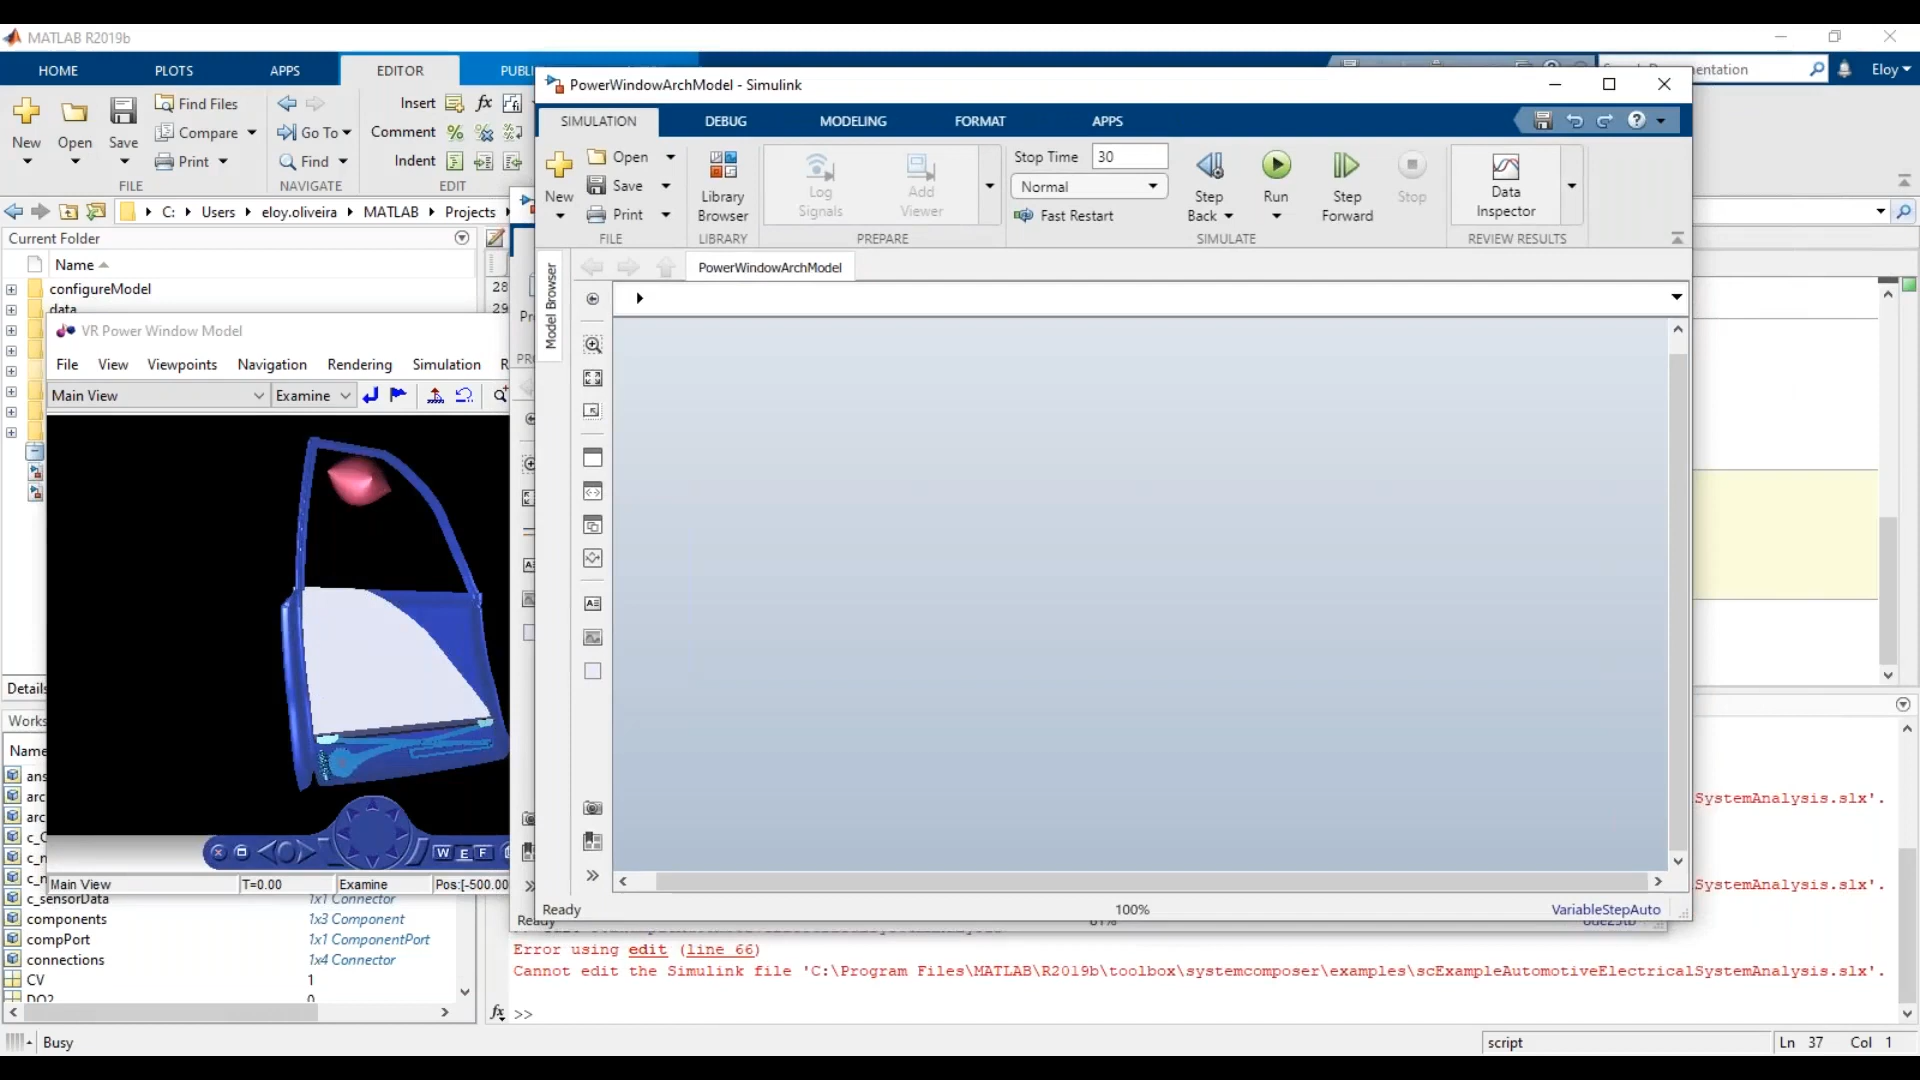 MATLAB R2019b
HOME
PLOTS
APPS
EDITOR
PUBLI
Eloy
New
Open
Save
Find Files
Compare
Print
FILE
Go To
Find
NAVIGATE
Insert
Comment
Indent
EDIT
C:
Users
eloy.oliveira
MATLAB
Projects
Current Folder
Name
configureModel
data
Details
Name
28
VR Power Window Model
File
View
Viewpoints
Navigation
Rendering
Simulation
R
Main View
Examine
W
E
F
Main View
T=0.00
Examine
Pos:[-500.00
PowerWindowArchModel - Simulink
SIMULATION
DEBUG
MODELING
FORMAT
APPS
New
Open
Save
Print
FILE
Library
Browser
LIBRARY
Log
Signals
Add
Viewer
PREPARE
Stop Time
30
Normal
Fast Restart
Step
Back
Run
Step
Forward
Stop
SIMULATE
Data
Inspector
REVIEW RESULTS
Model Browser
PowerWindowArchModel
Ready
100%
VariableStepAuto
Ready
c_sensorData 1x1 Connector
components 1x3 Component
compPort 1x1 ComponentPort
connections 1x4 Connector
CV 1
SystemAnalysis.slx'.
SystemAnalysis.slx'.
Error using edit (line 66)
Cannot edit the Simulink file 'C:\Program Files\MATLAB\R2019b\toolbox\systemcomposer\examples\scExampleAutomotiveElectricalSystemAnalysis.slx'.
fx >>
Busy
script
Ln 37 Col 1